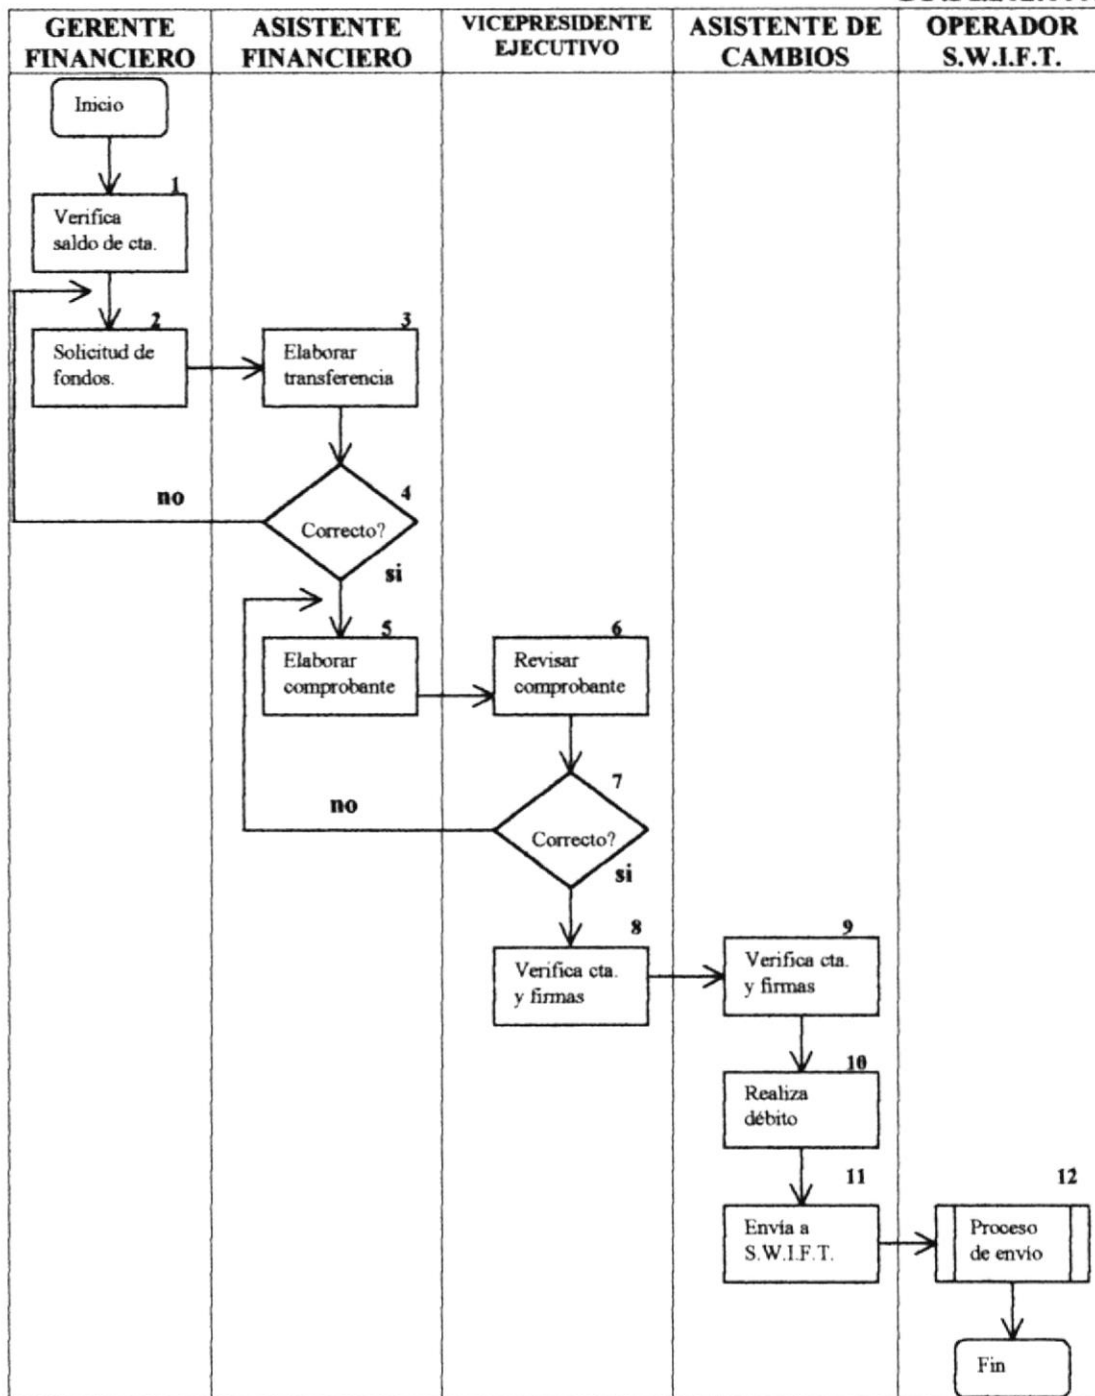 GERENTE
FINANCIERO
ASISTENTE
FINANCIERO
VICEPRESIDENTE
EJECUTIVO
ASISTENTE DE
CAMBIOS
OPERADOR
S.W.I.F.T.
Inicio
1
Verifica
saldo de cta.
2
Solicitud de
fondos.
3
Elaborar
transferencia
no
4
Correcto?
si
5
Elaborar
comprobante
6
Revisar
comprobante
no
7
Correcto?
si
8
Verifica cta.
y firmas
9
Verifica cta.
y firmas
10
Realiza
débito
11
Envía a
S.W.I.F.T.
12
Proceso
de envío
Fin